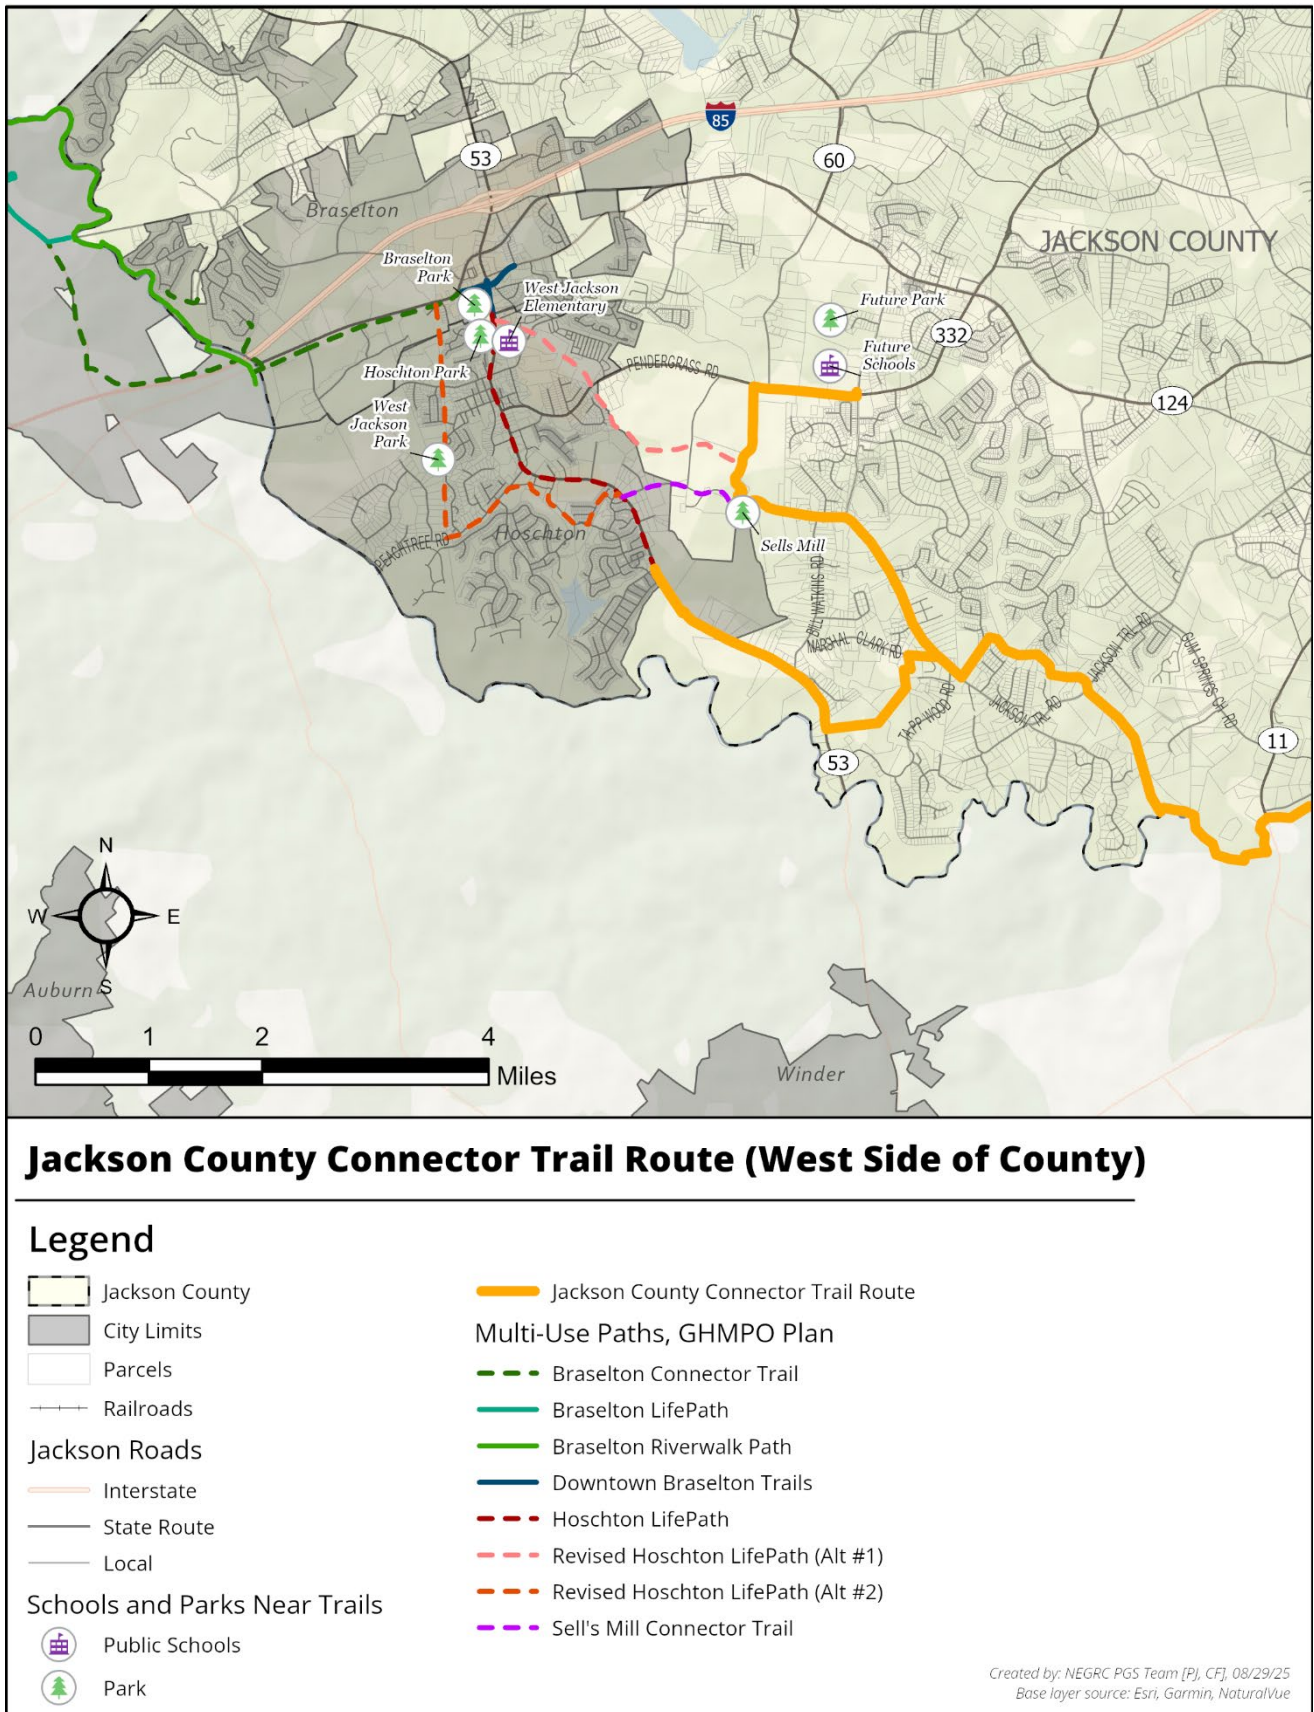 85
53
60
Braselton
JACKSON COUNTY
Braselton
Park
West Jackson
Elementary
Future Park
332
Future
Schools
Hoschton Park
PENDERGRASS RD
124
West
Jackson
Park
Hoschton
PEACHTREE RD
Sells Mill
BILL WATKINS RD
MARSHAL CLARK RD
JACKSON TRL RD
GUM SPRINGS CH RD
TAPP WOOD RD
JACKSON TRL RD
11
53
N
W
E
S
Auburn
0
1
2
4
Miles
Winder
Jackson County Connector Trail Route (West Side of County)
Legend
Jackson County
City Limits
Parcels
Railroads
Jackson Roads
Interstate
State Route
Local
Schools and Parks Near Trails
Public Schools
Park
Jackson County Connector Trail Route
Multi-Use Paths, GHMPO Plan
Braselton Connector Trail
Braselton LifePath
Braselton Riverwalk Path
Downtown Braselton Trails
Hoschton LifePath
Revised Hoschton LifePath (Alt #1)
Revised Hoschton LifePath (Alt #2)
Sell's Mill Connector Trail
Created by: NEGRC PGS Team [PJ, CF], 08/29/25
Base layer source: Esri, Garmin, NaturalVue